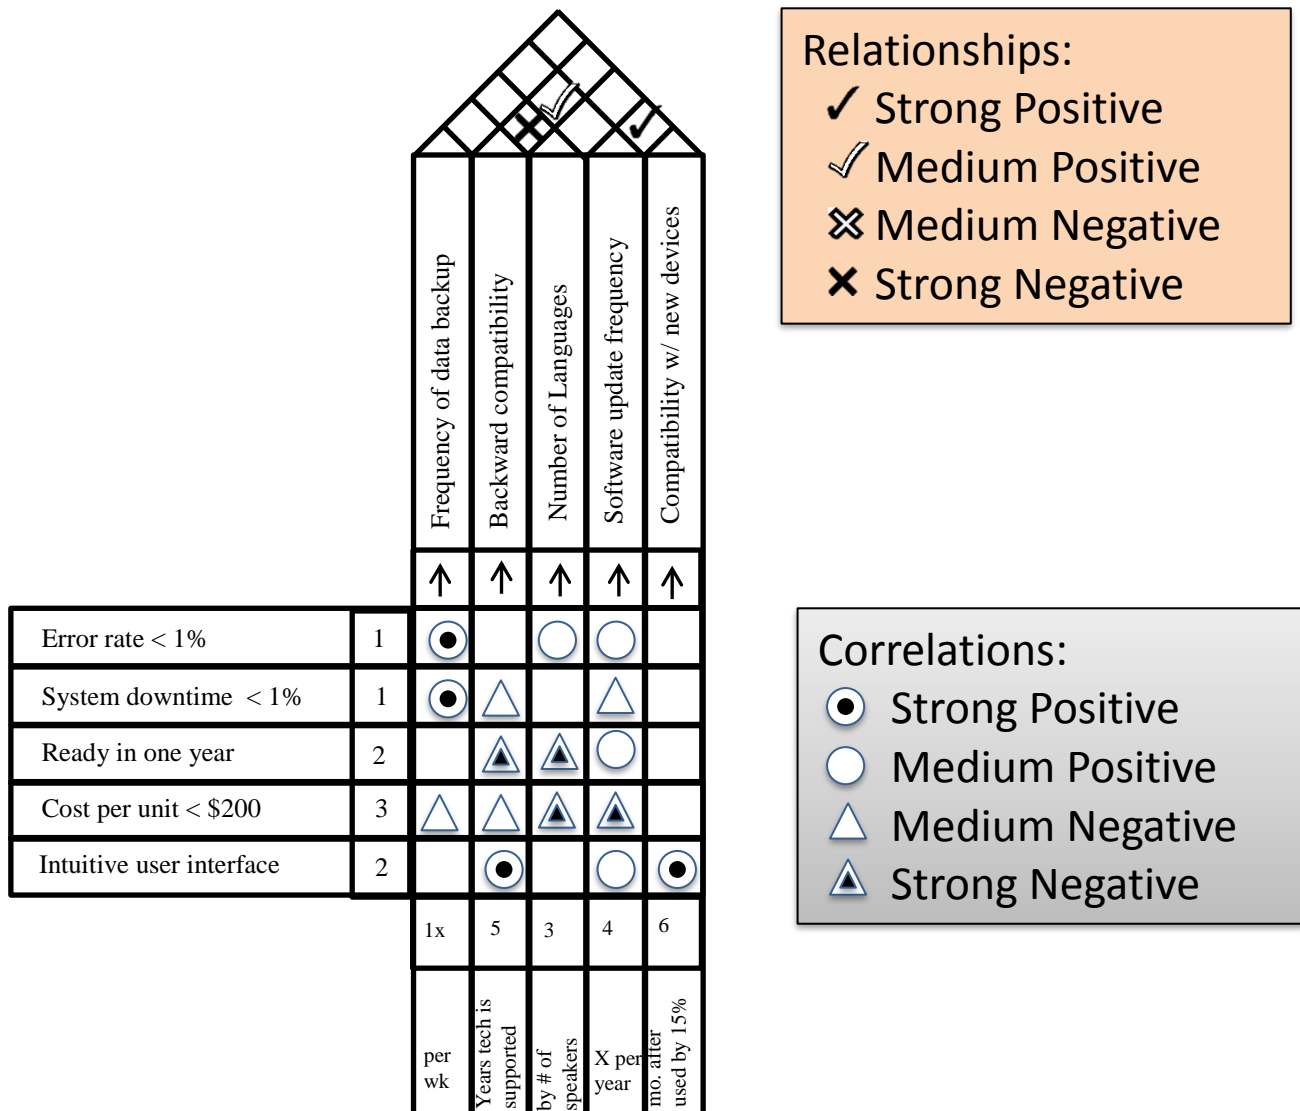 Relationships:
Strong Positive
Medium Positive
Medium Negative
Strong Negative
Frequency of data backup
Backward compatibility
Number of Languages
Software update frequency
Compatibility w/ new devices
Error rate < 1% 1
System downtime < 1% 1
Ready in one year 2
Cost per unit < $200 3
Intuitive user interface 2
Correlations:
Strong Positive
Medium Positive
Medium Negative
Strong Negative
1x 5 3 4 6
per
wk
Years tech is
supported
by # of
speakers
X per
year
mo. after
used by 15%